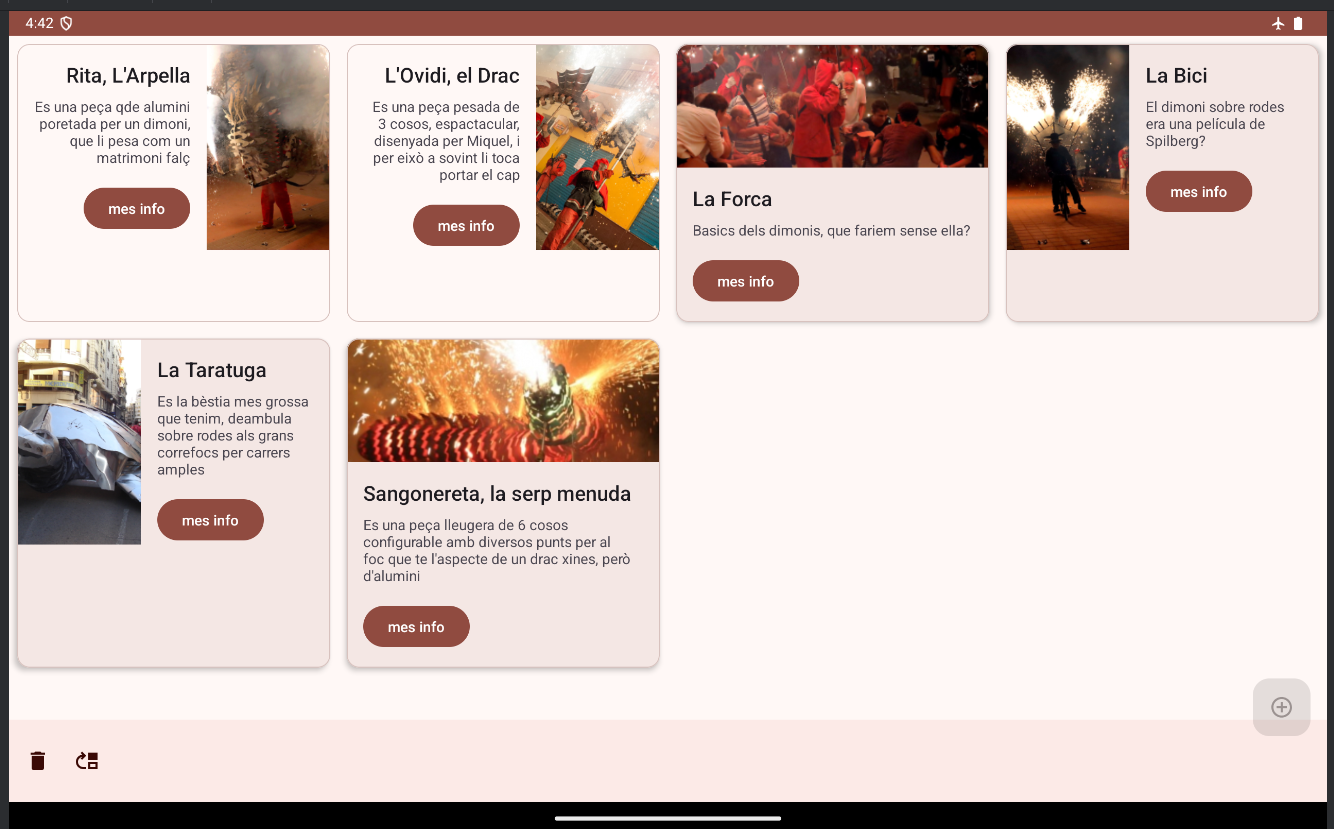 4:42
Rita, L'Arpella
Es una peça qde alumini
poretada per un dimoni,
que li pesa com un
matrimoni falç
mes info
L'Ovidi, el Drac
Es una peça pesada de
3 cosos, espactacular,
disenyada per Miquel, i
per eixò a sovint li toca
portar el cap
mes info
La Forca
Basics dels dimonis, que fariem sense ella?
mes info
La Bici
El dimoni sobre rodes
era una película de
Spilberg?
mes info
La Taratuga
Es la bèstia mes grossa
que tenim, deambula
sobre rodes als grans
correfocs per carrers
amples
mes info
Sangonereta, la serp menuda
Es una peça lleugera de 6 cosos
configurable amb diversos punts per al
foc que te l'aspecte de un drac xines, però
d'alumini
mes info